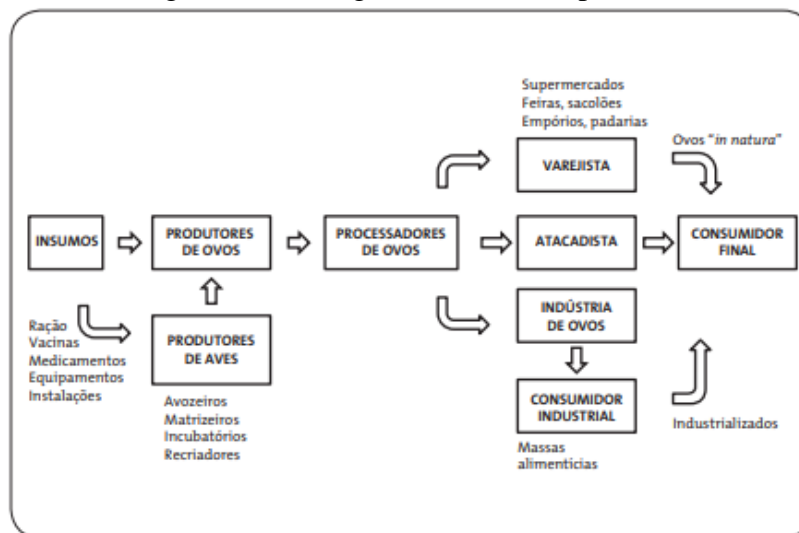 Supermercados
Feiras, sacolões
Empórios, padarias
Ovos "in natura"
VAREJISTA
INSUMOS
PRODUTORES
DE OVOS
PROCESSADORES
DE OVOS
ATACADISTA
CONSUMIDOR
FINAL
INDÚSTRIA
DE OVOS
Ração
Vacinas
Medicamentos
Equipamentos
Instalações
PRODUTORES
DE AVES
Avozeiros
Matrizeiros
Incubatórios
Recriadores
CONSUMIDOR
INDUSTRIAL
Industrializados
Massas
alimentícias